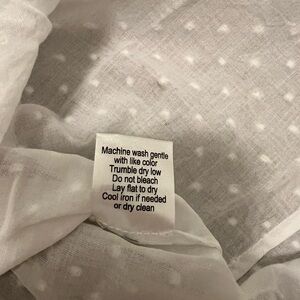 Machine wash gentle
with like color
Trumble dry low
Do not bleach
Lay flat to dry
Cool iron if needed
or dry clean